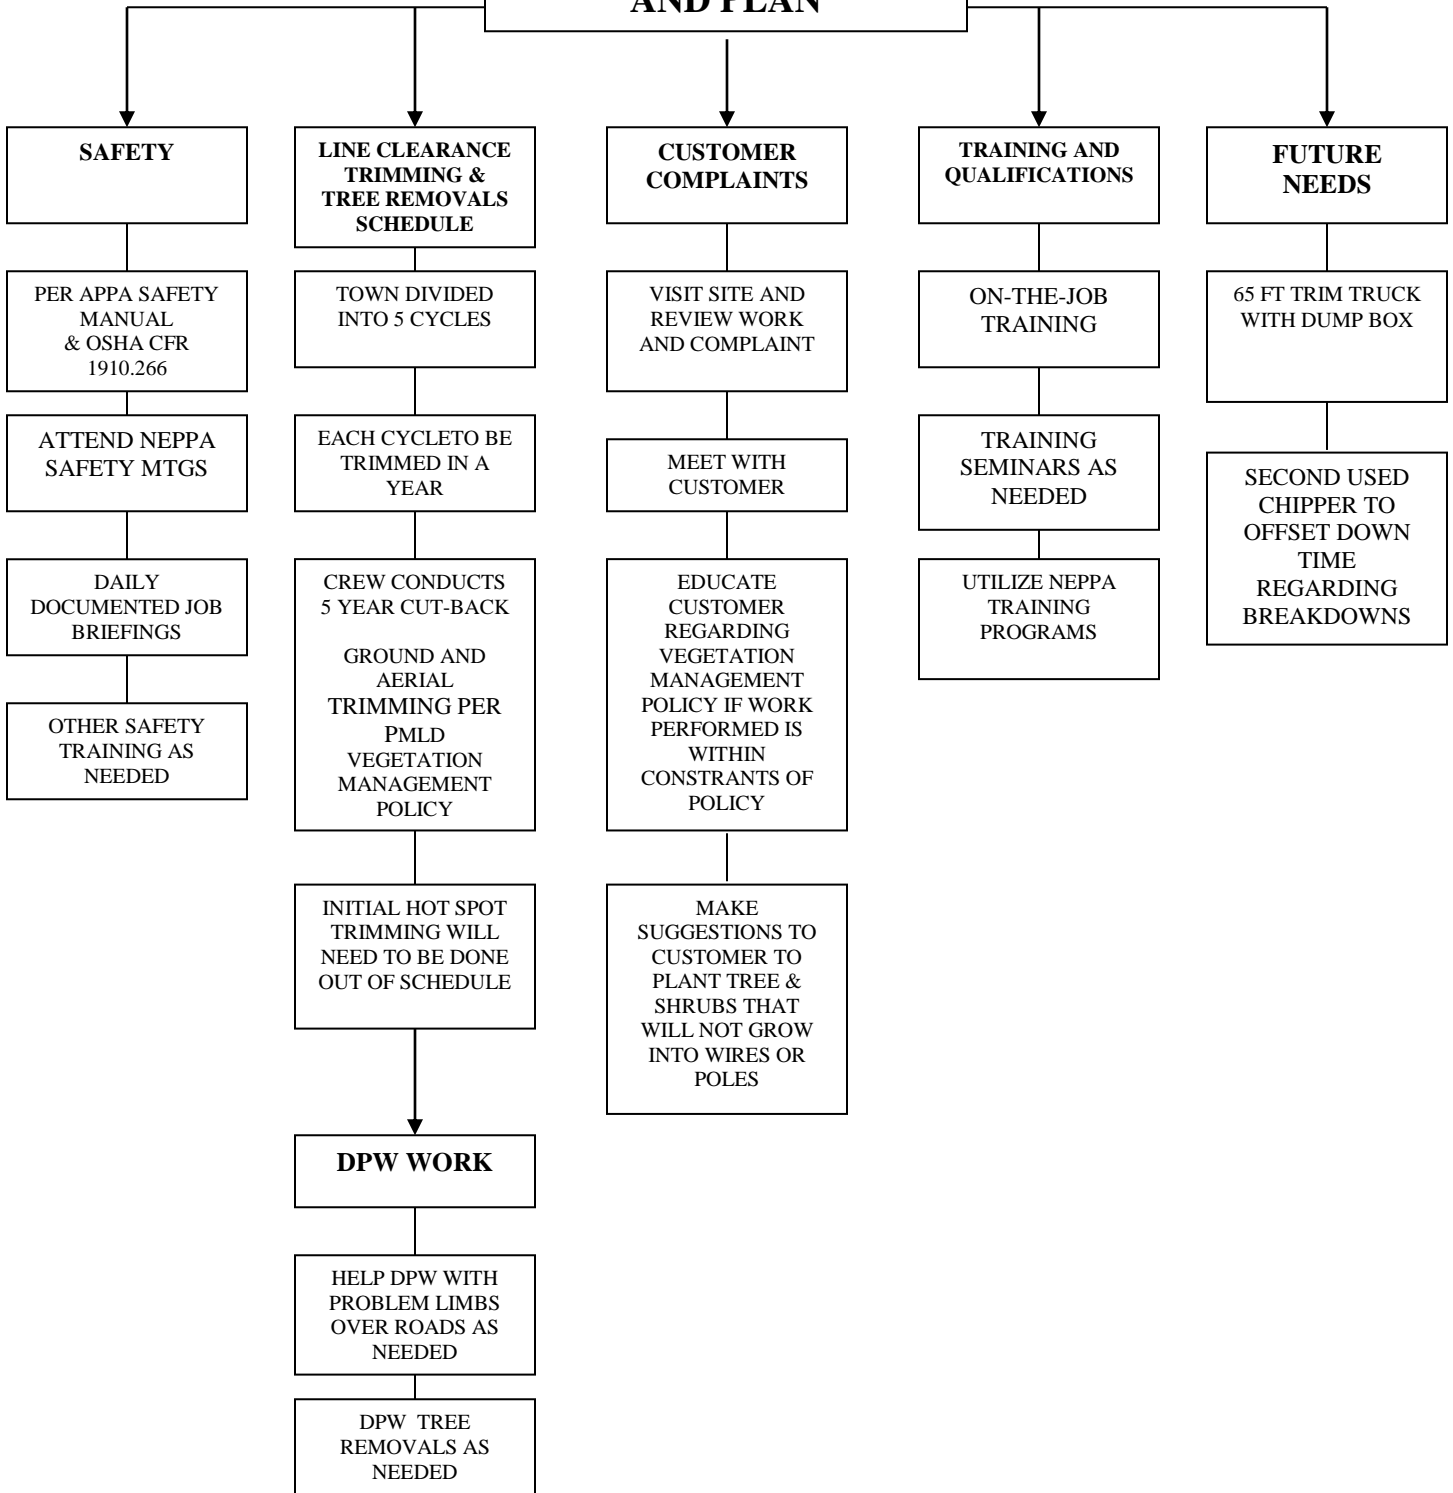 AND PLAN
SAFETY
PER APPA SAFETY
MANUAL
& OSHA CFR
1910.266
ATTEND NEPPA
SAFETY MTGS
DAILY
DOCUMENTED JOB
BRIEFINGS
OTHER SAFETY
TRAINING AS
NEEDED
LINE CLEARANCE
TRIMMING &
TREE REMOVALS
SCHEDULE
TOWN DIVIDED
INTO 5 CYCLES
EACH CYCLETO BE
TRIMMED IN A
YEAR
CREW CONDUCTS
5 YEAR CUT-BACK
GROUND AND
AERIAL
TRIMMING PER
PMLD
VEGETATION
MANAGEMENT
POLICY
INITIAL HOT SPOT
TRIMMING WILL
NEED TO BE DONE
OUT OF SCHEDULE
DPW WORK
HELP DPW WITH
PROBLEM LIMBS
OVER ROADS AS
NEEDED
DPW TREE
REMOVALS AS
NEEDED
CUSTOMER
COMPLAINTS
VISIT SITE AND
REVIEW WORK
AND COMPLAINT
MEET WITH
CUSTOMER
EDUCATE
CUSTOMER
REGARDING
VEGETATION
MANAGEMENT
POLICY IF WORK
PERFORMED IS
WITHIN
CONSTRANTS OF
POLICY
MAKE
SUGGESTIONS TO
CUSTOMER TO
PLANT TREE &
SHRUBS THAT
WILL NOT GROW
INTO WIRES OR
POLES
TRAINING AND
QUALIFICATIONS
ON-THE-JOB
TRAINING
TRAINING
SEMINARS AS
NEEDED
UTILIZE NEPPA
TRAINING
PROGRAMS
FUTURE
NEEDS
65 FT TRIM TRUCK
WITH DUMP BOX
SECOND USED
CHIPPER TO
OFFSET DOWN
TIME
REGARDING
BREAKDOWNS